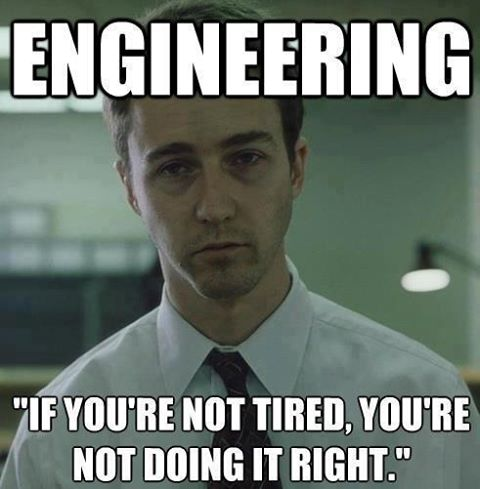 ENGINEERING
"IF YOU'RE NOT TIRED, YOU'RE
NOT DOING IT RIGHT."